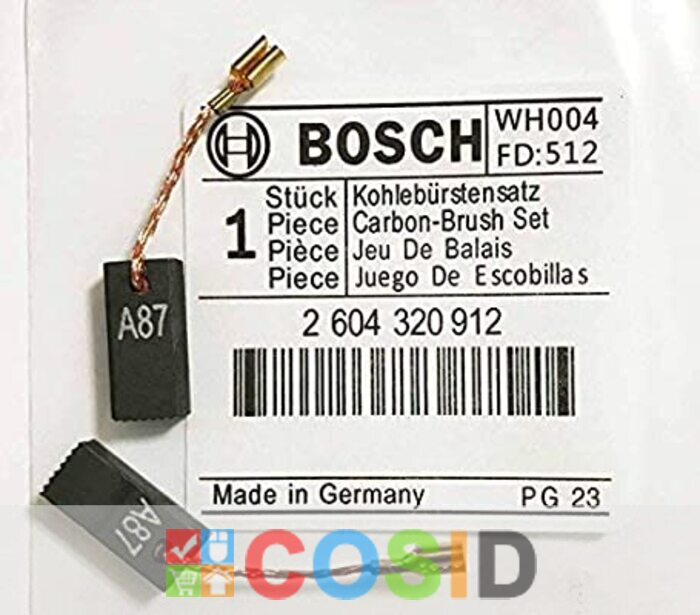 BOSCH
WH004
FD:512
1
Stück Kohlebürstensatz
Piece Carbon-Brush Set
Pièce Jeu De Balais
Piece Juego De Escobillas
2 604 320 912
Made in Germany PG 23
A87
A87
COSID